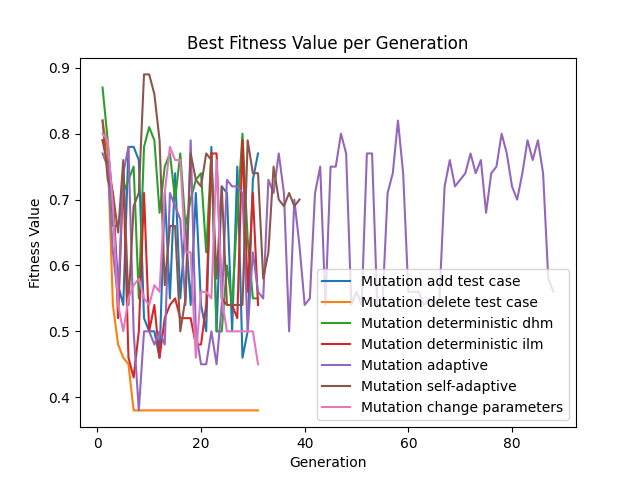 Best Fitness Value per Generation
Fitness Value
0.9
0.8
0.7
0.6
0.5
0.4
Mutation add test case
Mutation delete test case
Mutation deterministic dhm
Mutation deterministic ilm
Mutation adaptive
Mutation self-adaptive
Mutation change parameters
0 20 40 60 80
Generation